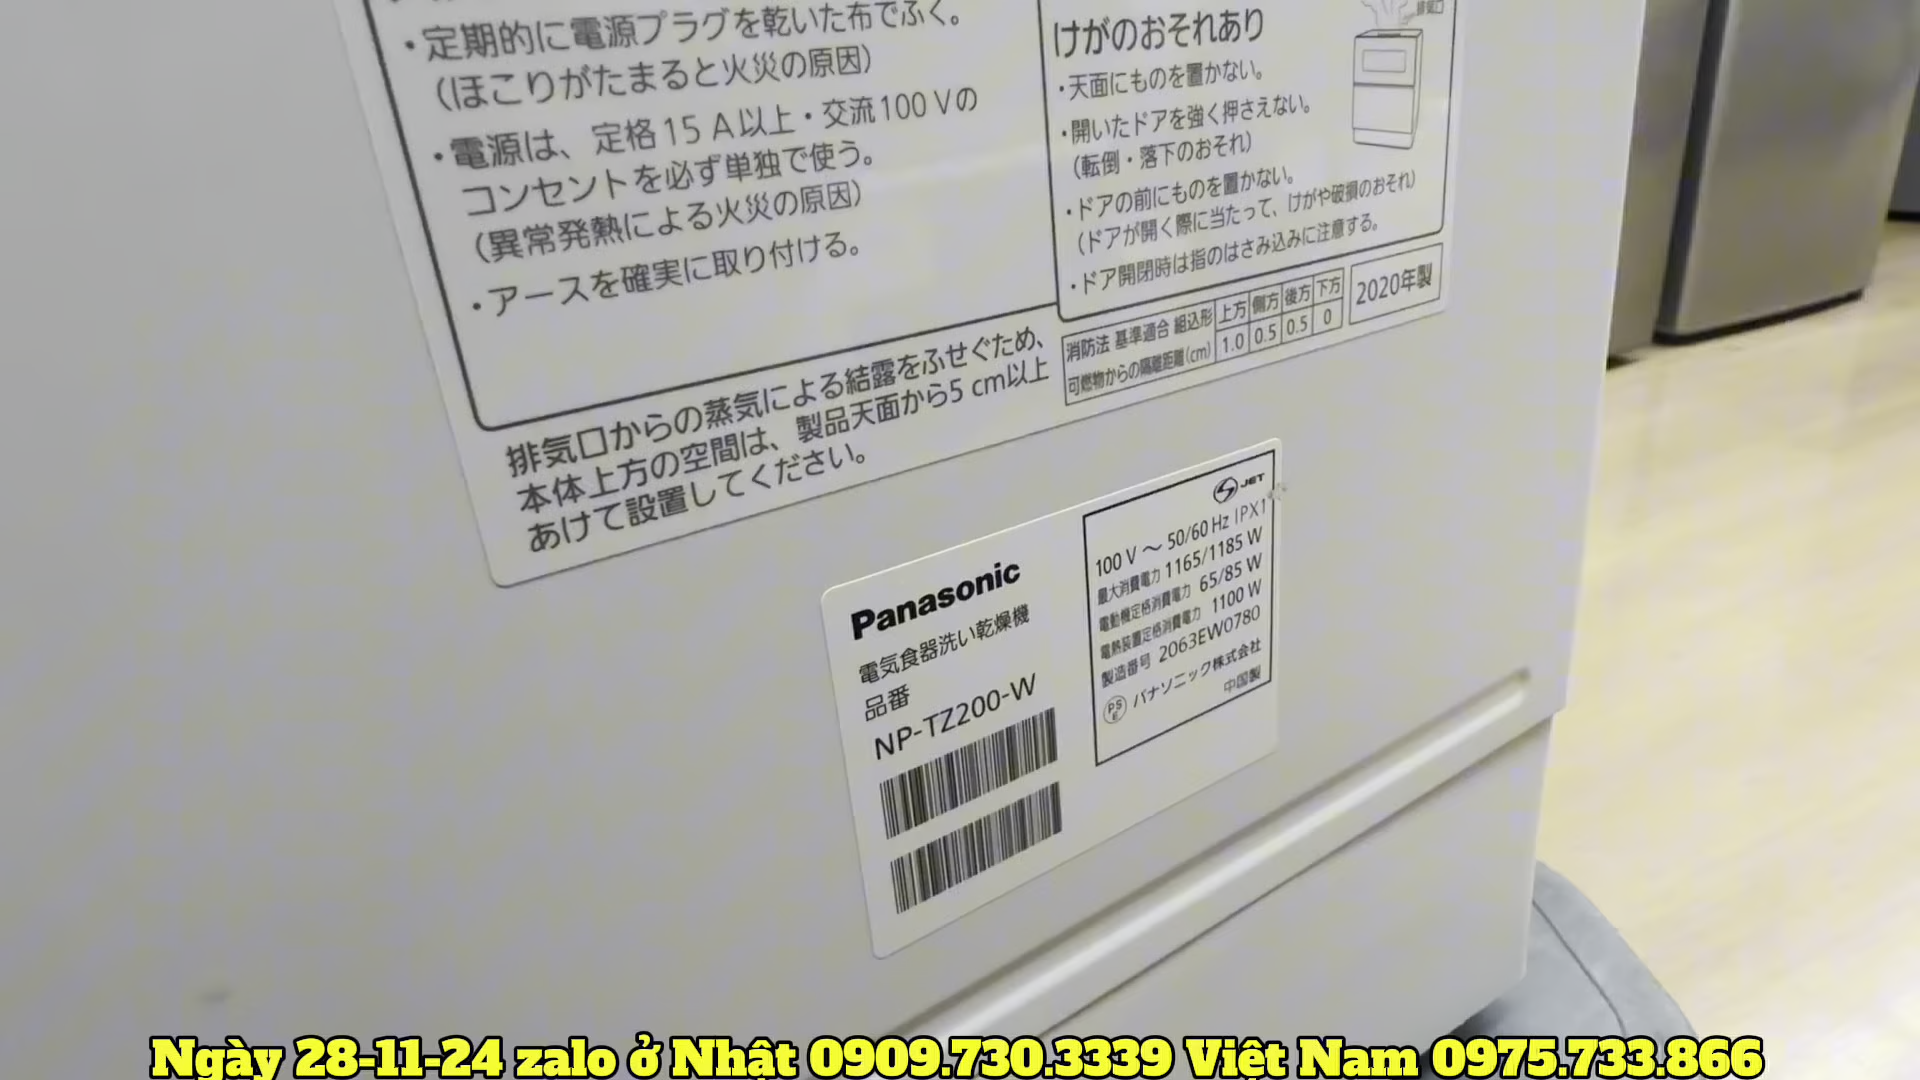 ・定期的に電源プラグを乾いた布でふく。
（ほこりがたまると火災の原因）
・電源は、定格15 A以上・交流100 Vの
コンセントを必ず単独で使う。
（異常発熱による火災の原因）
・アースを確実に取り付ける。
けがのおそれあり
排気口
・天面にものを置かない。
・開いたドアを強く押さえない。
（転倒・落下のおそれ）
・ドアの前にものを置かない。
（ドアが開く際に当たって、けがや破損のおそれ）
・ドア開閉時は指のはさみ込みに注意する。
排気口からの蒸気による結露をふせぐため、
本体上方の空間は、製品天面から5 cm以上
あけて設置してください。
消防法 基準適合 組込形 上方 側方 後方 下方
可燃物からの隔離距離(cm) 1.0 0.5 0.5 0
2020年製
Panasonic
電気食器洗い乾燥機
品番
NP-TZ200-W
JET
100 V ～ 50/60 Hz IPX1
最大消費電力 1165/1185 W
電動機定格消費電力 65/85 W
電熱装置定格消費電力 1100 W
製造番号 2063EW0780
PSE パナソニック株式会社
中国製
Ngày 28-11-24 zalo ở Nhật 0909.730.3339 Việt Nam 0975.733.866